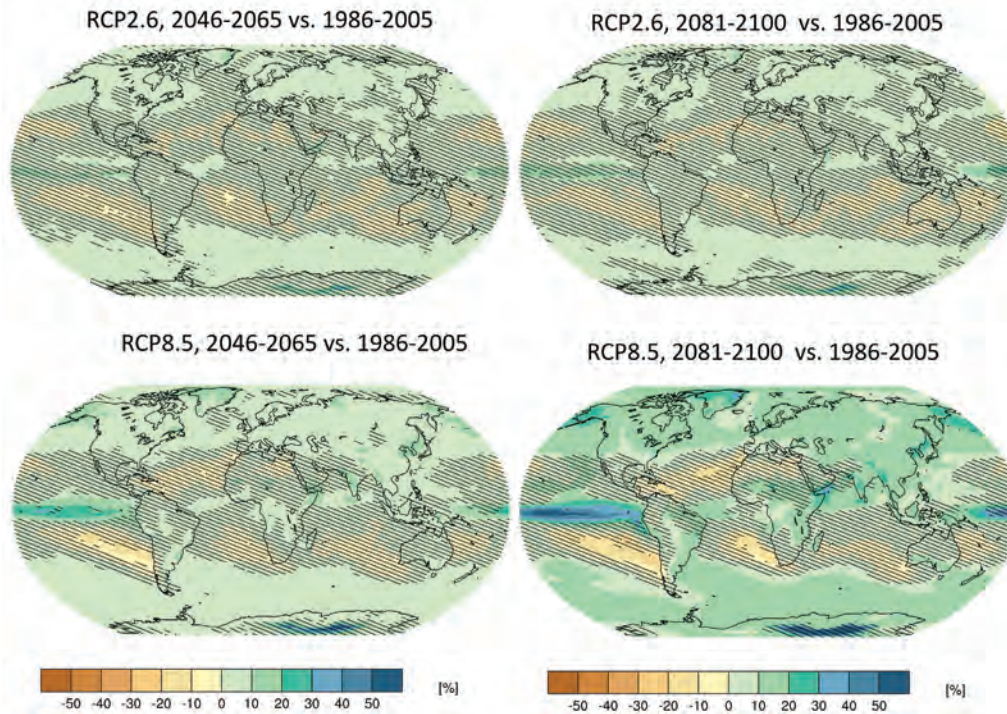 RCP2.6, 2046-2065 vs. 1986-2005
RCP2.6, 2081-2100 vs. 1986-2005
RCP8.5, 2046-2065 vs. 1986-2005
RCP8.5, 2081-2100 vs. 1986-2005
-50 -40 -30 -20 -10 0 10 20 30 40 50 [%]
-50 -40 -30 -20 -10 0 10 20 30 40 50 [%]